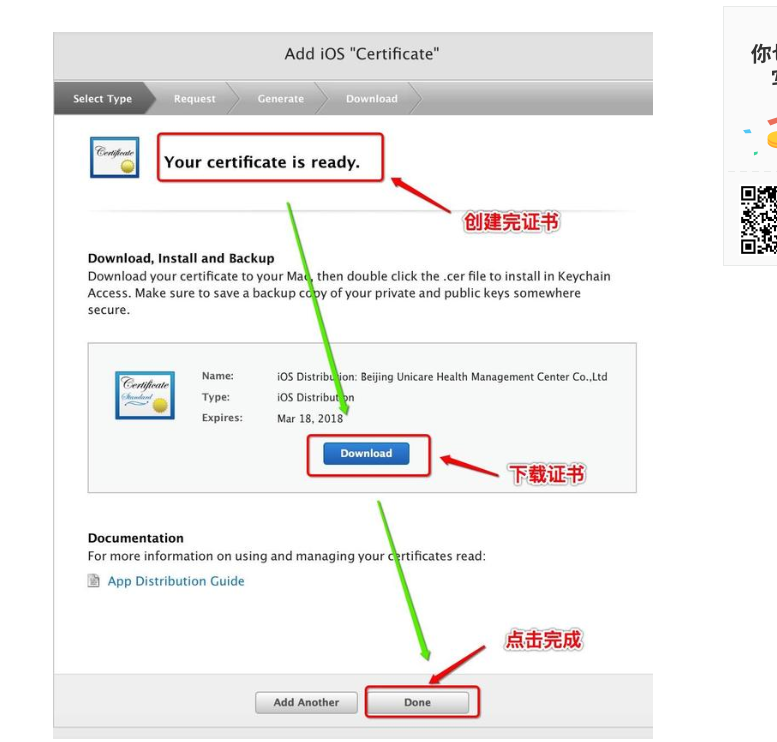 Add iOS "Certificate"
Select Type
Request
Generate
Download
Certificate
Your certificate is ready.
创建完证书
Download, Install and Backup
Download your certificate to your Mac, then double click the .cer file to install in Keychain
Access. Make sure to save a backup copy of your private and public keys somewhere
secure.
Certificate
Standard
Name: iOS Distribution: Beijing Unicare Health Management Center Co.,Ltd
Type: iOS Distribution
Expires: Mar 18, 2018
Download
下载证书
Documentation
For more information on using and managing your certificates read:
App Distribution Guide
点击完成
Add Another
Done
你